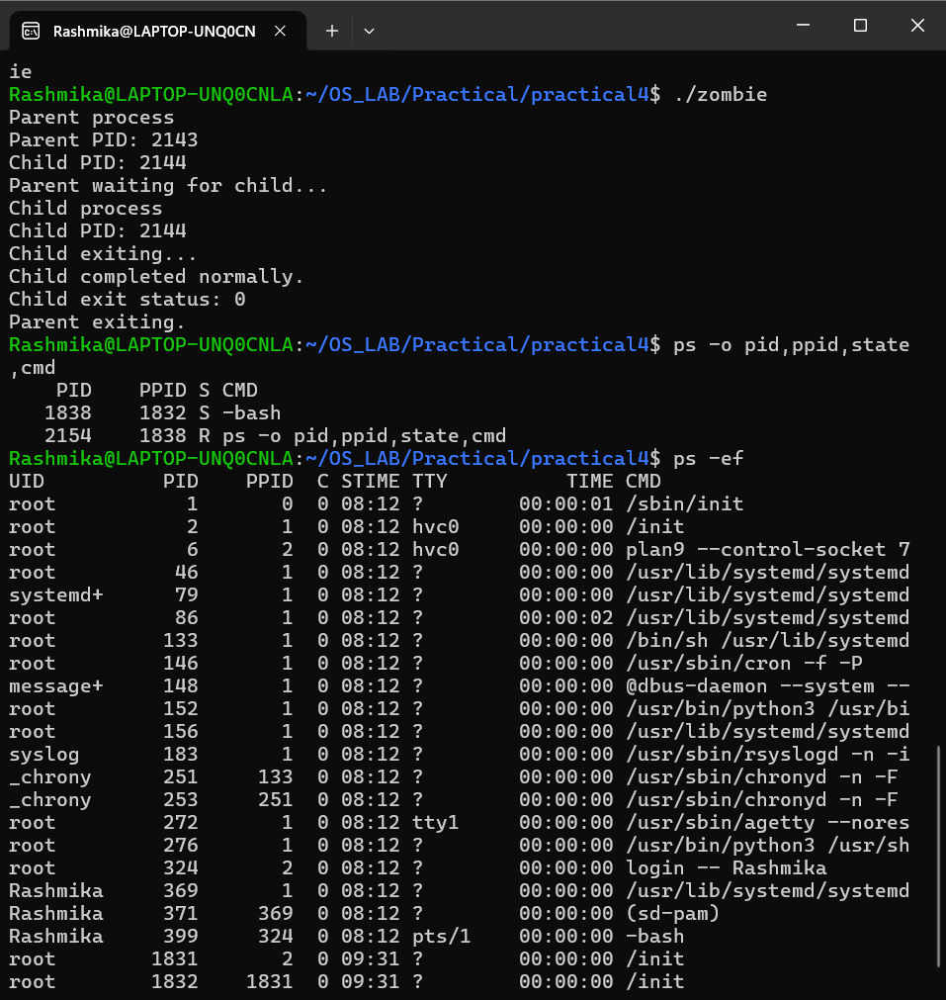 Rashmika@LAPTOP-UNQ0CN
ie
Rashmika@LAPTOP-UNQ0CNLA:~/OS_LAB/Practical/practical4$ ./zombie
Parent process
Parent PID: 2143
Child PID: 2144
Parent waiting for child...
Child process
Child PID: 2144
Child exiting...
Child completed normally.
Child exit status: 0
Parent exiting.
Rashmika@LAPTOP-UNQ0CNLA:~/OS_LAB/Practical/practical4$ ps -o pid,ppid,state
,cmd
    PID    PPID S CMD
   1838    1832 S -bash
   2154    1838 R ps -o pid,ppid,state,cmd
Rashmika@LAPTOP-UNQ0CNLA:~/OS_LAB/Practical/practical4$ ps -ef
UID          PID    PPID  C STIME TTY          TIME CMD
root           1       0  0 08:12 ?        00:00:01 /sbin/init
root           2       1  0 08:12 hvc0     00:00:00 /init
root           6       2  0 08:12 hvc0     00:00:00 plan9 --control-socket 7
root          46       1  0 08:12 ?        00:00:00 /usr/lib/systemd/systemd
systemd+      79       1  0 08:12 ?        00:00:00 /usr/lib/systemd/systemd
root          86       1  0 08:12 ?        00:00:02 /usr/lib/systemd/systemd
root         133       1  0 08:12 ?        00:00:00 /bin/sh /usr/lib/systemd
root         146       1  0 08:12 ?        00:00:00 /usr/sbin/cron -f -P
message+     148       1  0 08:12 ?        00:00:00 @dbus-daemon --system --
root         152       1  0 08:12 ?        00:00:00 /usr/bin/python3 /usr/bi
root         156       1  0 08:12 ?        00:00:00 /usr/lib/systemd/systemd
syslog       183       1  0 08:12 ?        00:00:00 /usr/sbin/rsyslogd -n -i
_chrony      251     133  0 08:12 ?        00:00:00 /usr/sbin/chronyd -n -F
_chrony      253     251  0 08:12 ?        00:00:00 /usr/sbin/chronyd -n -F
root         272       1  0 08:12 tty1     00:00:00 /usr/sbin/agetty --nores
root         276       1  0 08:12 ?        00:00:00 /usr/bin/python3 /usr/sh
root         324       2  0 08:12 ?        00:00:00 login -- Rashmika
Rashmika     369       1  0 08:12 ?        00:00:00 /usr/lib/systemd/systemd
Rashmika     371     369  0 08:12 ?        00:00:00 (sd-pam)
Rashmika     399     324  0 08:12 pts/1    00:00:00 -bash
root        1831       2  0 09:31 ?        00:00:00 /init
root        1832    1831  0 09:31 ?        00:00:00 /init